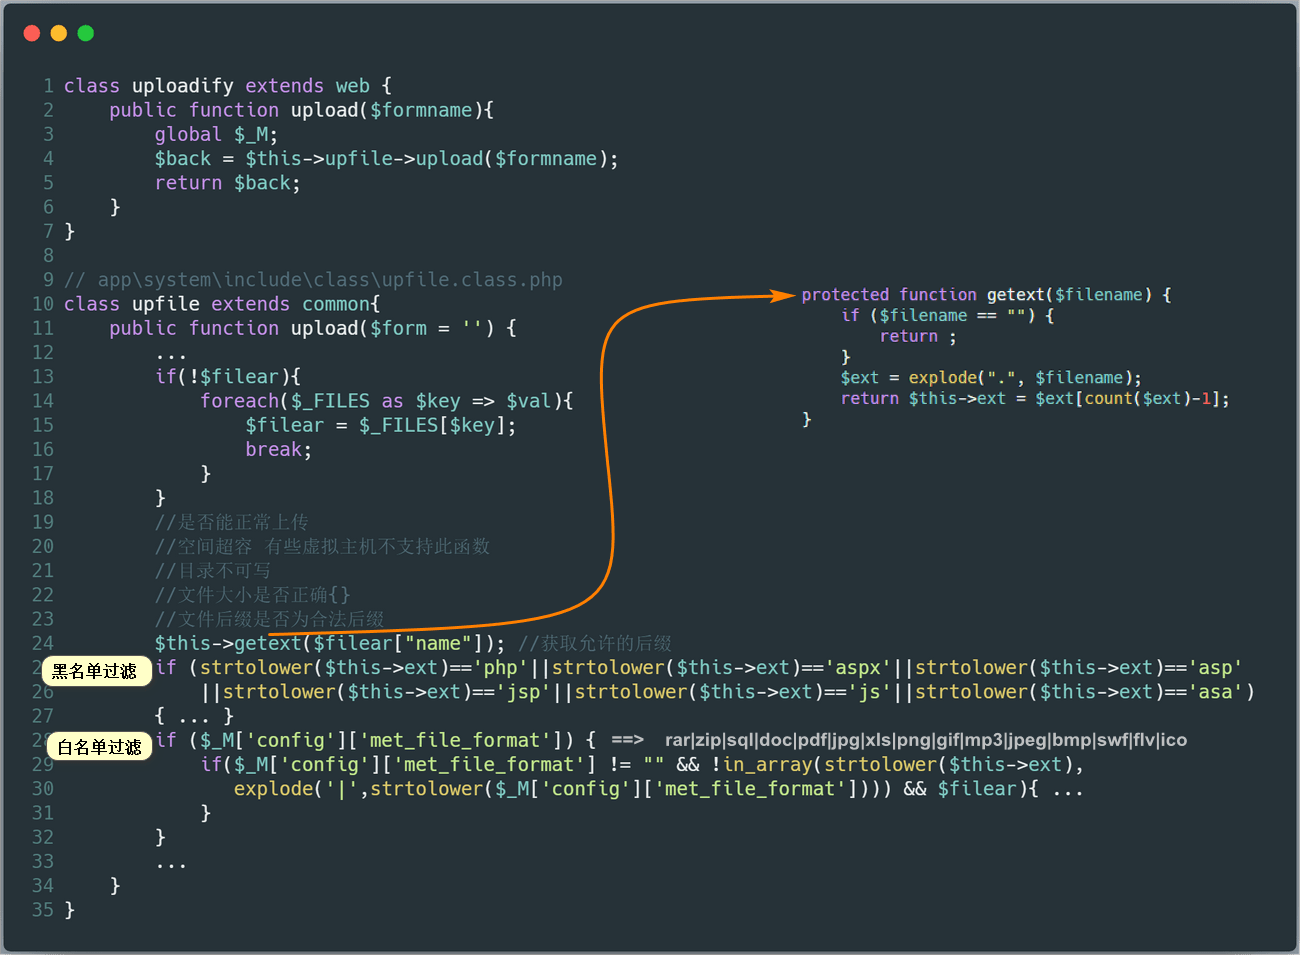 1 class uploadify extends web {
2 public function upload($formname){
3 global $_M;
4 $back = $this->upfile->upload($formname);
5 return $back;
6 }
7 }
8
9 // app\system\include\class\upfile.class.php
10 class upfile extends common{
11 public function upload($form = '') {
12 ...
13 if(!$filear){
14 foreach($_FILES as $key => $val){
15 $filear = $_FILES[$key];
16 break;
17 }
18 }
19 //是否能正常上传
20 //空间超容 有些虚拟主机不支持此函数
21 //目录不可写
22 //文件大小是否正确{}
23 //文件后缀是否为合法后缀
24 $this->getext($filear["name"]); //获取允许的后缀
黑名单过滤 if (strtolower($this->ext)=='php'||strtolower($this->ext)=='aspx'||strtolower($this->ext)=='asp'
26 ||strtolower($this->ext)=='jsp'||strtolower($this->ext)=='js'||strtolower($this->ext)=='asa')
27 { ... }
白名单过滤 if ($_M['config']['met_file_format']) { ==> rar|zip|sql|doc|pdf|jpg|xls|png|gif|mp3|jpeg|bmp|swf|flv|ico
29 if($_M['config']['met_file_format'] != "" && !in_array(strtolower($this->ext),
30 explode('|',strtolower($_M['config']['met_file_format']))) && $filear){ ...
31 }
32 }
33 ...
34 }
35 }
protected function getext($filename) {
if ($filename == "") {
return ;
}
$ext = explode(".", $filename);
return $this->ext = $ext[count($ext)-1];
}